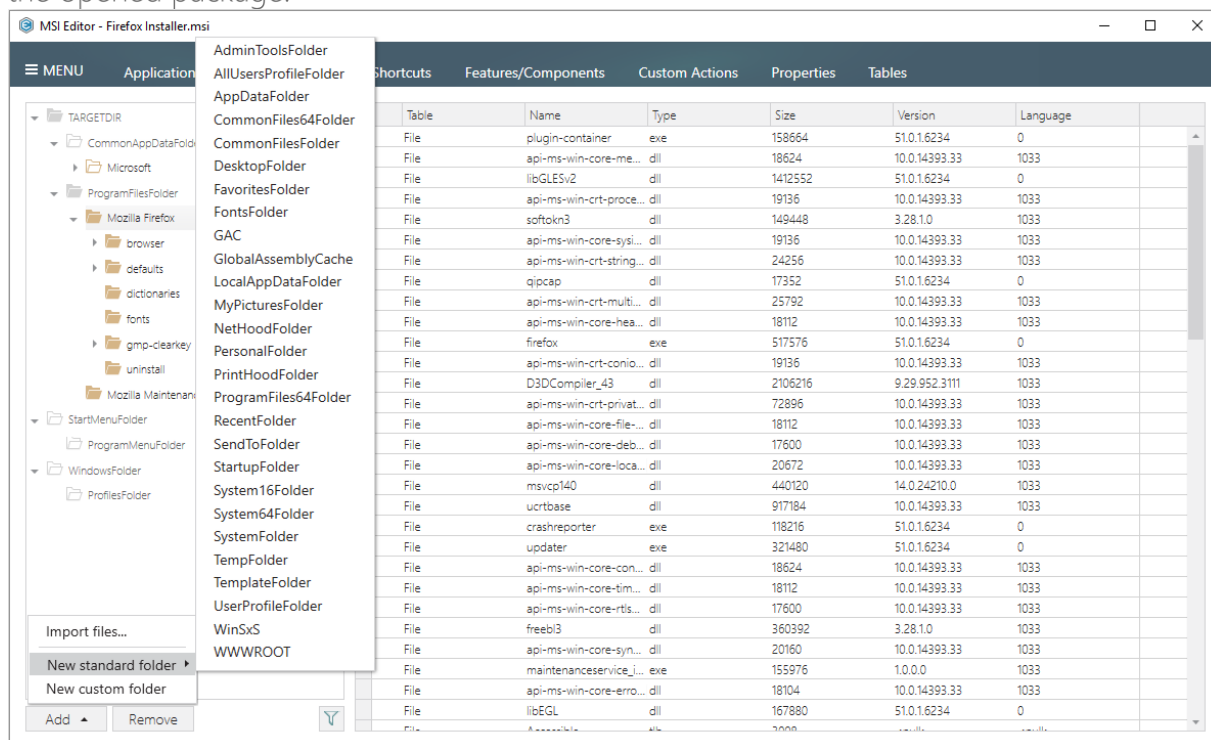 the opened package.
MSI Editor - Firefox Installer.msi
MENU Application Shortcuts Features/Components Custom Actions Properties Tables
AdminToolsFolder
AllUsersProfileFolder
AppDataFolder
CommonFiles64Folder
CommonFilesFolder
DesktopFolder
FavoritesFolder
FontsFolder
GAC
GlobalAssemblyCache
LocalAppDataFolder
MyPicturesFolder
NetHoodFolder
PersonalFolder
PrintHoodFolder
ProgramFiles64Folder
RecentFolder
SendToFolder
StartupFolder
System16Folder
System64Folder
SystemFolder
TempFolder
TemplateFolder
UserProfileFolder
WinSxS
WWWROOT
TARGETDIR
CommonAppDataFold
Microsoft
ProgramFilesFolder
Mozilla Firefox
browser
defaults
dictionaries
fonts
gmp-clearkey
uninstall
Mozilla Maintenan
StartMenuFolder
ProgramMenuFolder
WindowsFolder
ProfilesFolder
Import files...
New standard folder
New custom folder
Add Remove
Table Name Type Size Version Language
File plugin-container exe 158664 51.0.1.6234 0
File api-ms-win-core-me... dll 18624 10.0.14393.33 1033
File libGLESv2 dll 1412552 51.0.1.6234 0
File api-ms-win-crt-proce... dll 19136 10.0.14393.33 1033
File softokn3 dll 149448 3.28.1.0 1033
File api-ms-win-core-sysi... dll 19136 10.0.14393.33 1033
File api-ms-win-crt-string... dll 24256 10.0.14393.33 1033
File qipcap dll 17352 51.0.1.6234 0
File api-ms-win-crt-multi... dll 25792 10.0.14393.33 1033
File api-ms-win-core-hea... dll 18112 10.0.14393.33 1033
File firefox exe 517576 51.0.1.6234 0
File api-ms-win-crt-conio... dll 19136 10.0.14393.33 1033
File D3DCompiler_43 dll 2106216 9.29.952.3111 1033
File api-ms-win-crt-privat... dll 72896 10.0.14393.33 1033
File api-ms-win-core-file-... dll 18112 10.0.14393.33 1033
File api-ms-win-core-deb... dll 17600 10.0.14393.33 1033
File api-ms-win-core-loca... dll 20672 10.0.14393.33 1033
File msvcp140 dll 440120 14.0.24210.0 1033
File ucrtbase dll 917184 10.0.14393.33 1033
File crashreporter exe 118216 51.0.1.6234 0
File updater exe 321480 51.0.1.6234 0
File api-ms-win-core-con... dll 18624 10.0.14393.33 1033
File api-ms-win-core-tim... dll 18112 10.0.14393.33 1033
File api-ms-win-core-rtls... dll 17600 10.0.14393.33 1033
File freebl3 dll 360392 3.28.1.0 1033
File api-ms-win-core-syn... dll 20160 10.0.14393.33 1033
File maintenanceservice_i... exe 155976 1.0.0.0 1033
File api-ms-win-core-erro... dll 18104 10.0.14393.33 1033
File libEGL dll 167880 51.0.1.6234 0